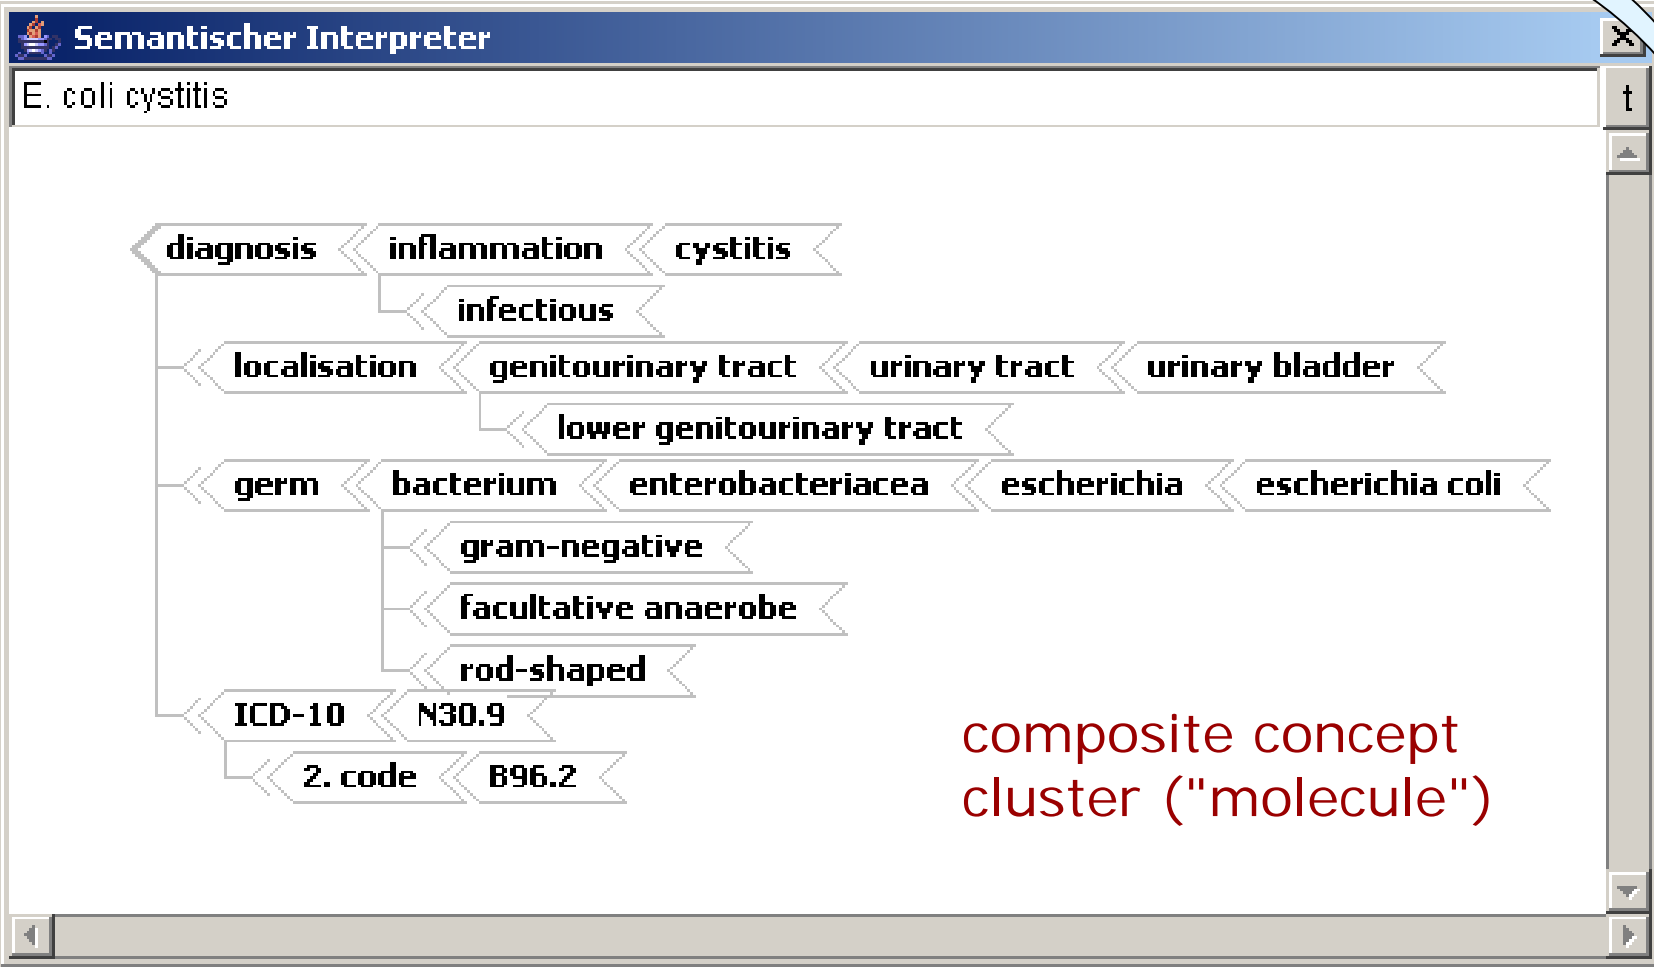 Semantischer Interpreter
E. coli cystitis
t
diagnosis inflammation cystitis
infectious
localisation genitourinary tract urinary tract urinary bladder
lower genitourinary tract
germ bacterium enterobacteriacea escherichia escherichia coli
gram-negative
facultative anaerobe
rod-shaped
ICD-10 N30.9
2. code B96.2
composite concept
cluster ("molecule")